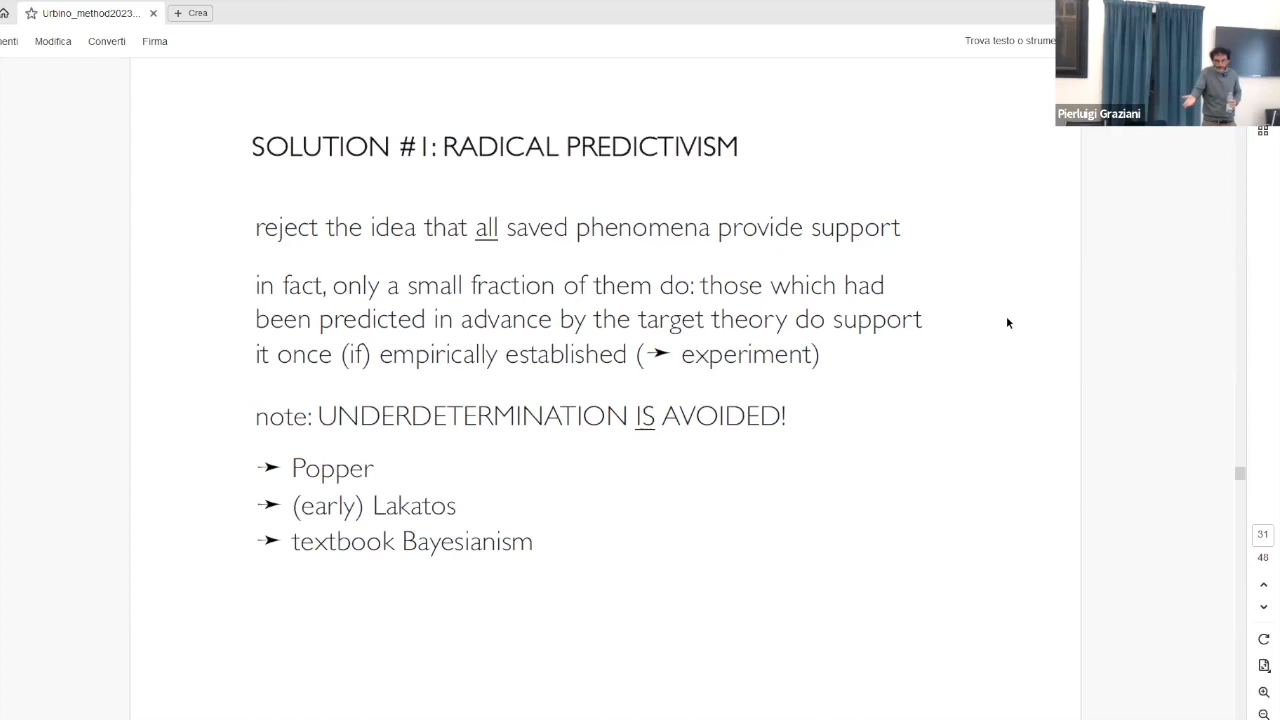 Urbino_method2023...
Crea
nenti Modifica Converti Firma
Trova testo o strume
Pierluigi Graziani
SOLUTION #1: RADICAL PREDICTIVISM
reject the idea that all saved phenomena provide support
in fact, only a small fraction of them do: those which had
been predicted in advance by the target theory do support
it once (if) empirically established (➛ experiment)
note: UNDERDETERMINATION IS AVOIDED!
➛ Popper
➛ (early) Lakatos
➛ textbook Bayesianism
31
48